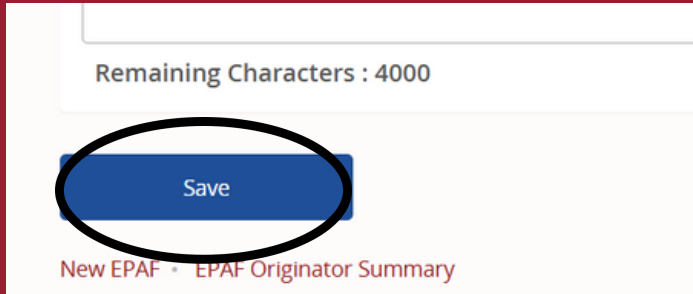 Remaining Characters : 4000
Save
New EPAF • EPAF Originator Summary